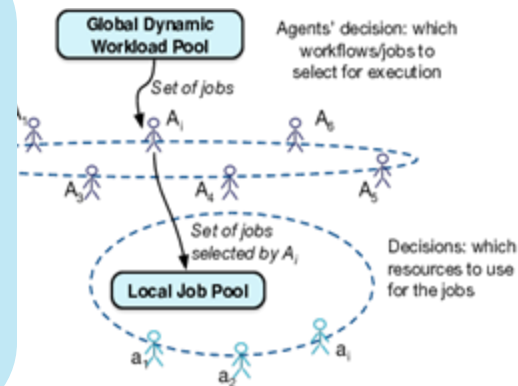 Global Dynamic
Workload Pool
Agents' decision: which
workflows/jobs to
select for execution
Set of jobs
Aᵢ
A₆
A₃
A₄
A₅
Set of jobs
selected by Aᵢ
Local Job Pool
Decisions: which
resources to use
for the jobs
a₁
a₂
aᵢ